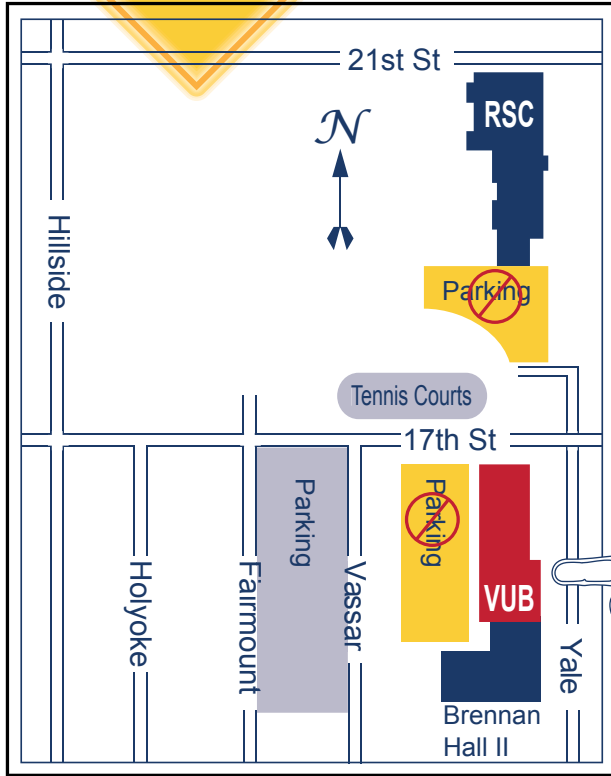 21st St
RSC
N
Hillside
Parking
Tennis Courts
17th St
Parking
Parking
Holyoke
Fairmount
Vassar
VUB
Yale
Brennan
Hall II